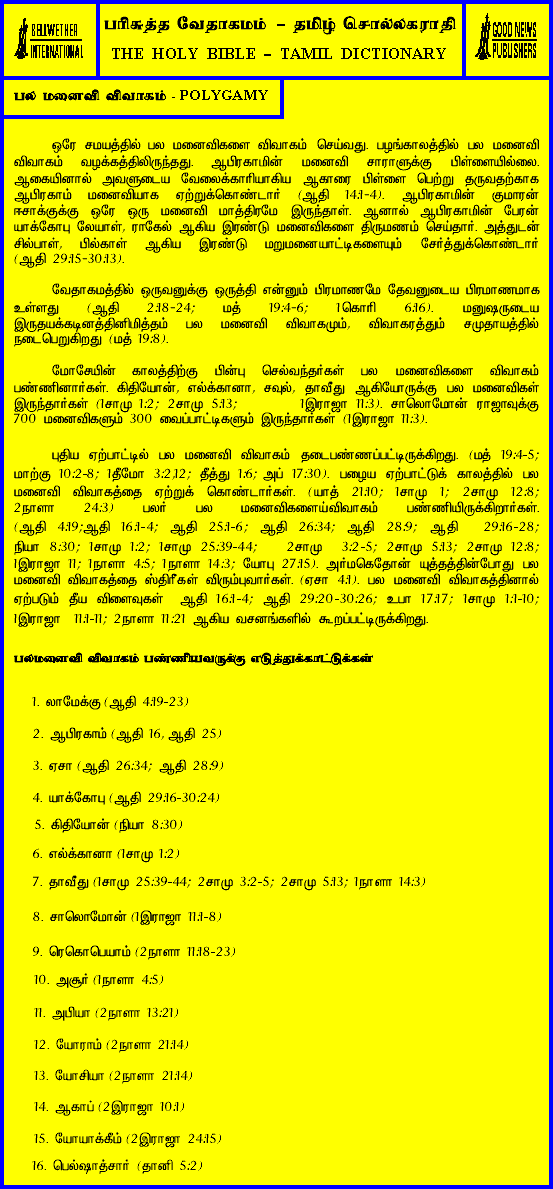 BELLWETHER
INTERNATIONAL
பரிசுத்த வேதாகமம் – தமிழ் சொல்லகராதி
THE HOLY BIBLE – TAMIL DICTIONARY
GOOD NEWS
PUBLISHERS
பல மனைவி விவாகம் - POLYGAMY
ஒரே சமயத்தில் பல மனைவிகளை விவாகம் செய்வது. பழங்காலத்தில் பல மனைவி
விவாகம் வழக்கத்திலிருந்தது. ஆபிரகாமின் மனைவி சாராளுக்கு பிள்ளையில்லை.
ஆகையினால் அவளுடைய வேலைக்காரியாகிய ஆகாரை பிள்ளை பெற்று தருவதற்காக
ஆபிரகாம் மனைவியாக ஏற்றுக்கொண்டார் (ஆதி 14:1-4). ஆபிரகாமின் குமாரன்
ஈசாக்குக்கு ஒரே ஒரு மனைவி மாத்திரமே இருந்தாள். ஆனால் ஆபிரகாமின் பேரன்
யாக்கோபு லேயாள், ராகேல் ஆகிய இரண்டு மனைவிகளை திருமணம் செய்தார். அத்துடன்
சில்பாள், பில்காள் ஆகிய இரண்டு மறுமனையாட்டிகளையும் சேர்த்துக்கொண்டார்
(ஆதி 29:15-30:13).
வேதாகமத்தில் ஒருவனுக்கு ஒருத்தி என்னும் பிரமாணமே தேவனுடைய பிரமாணமாக
உள்ளது (ஆதி 2:18-24; மத் 19:4-6; 1கொரி 6:16). மனுஷருடைய
இருதயக்கடினத்தினிமித்தம் பல மனைவி விவாகமும், விவாகரத்தும் சமுதாயத்தில்
நடைபெறுகிறது (மத் 19:8).
மோசேயின் காலத்திற்கு பின்பு செல்வந்தர்கள் பல மனைவிகளை விவாகம்
பண்ணினார்கள். கிதியோன், எல்க்கானா, சவுல், தாவீது ஆகியோருக்கு பல மனைவிகள்
இருந்தார்கள் (1சாமு 1:2; 2சாமு 5:13; 1இராஜா 11:3). சாலொமோன் ராஜாவுக்கு
700 மனைவிகளும் 300 வைப்பாட்டிகளும் இருந்தார்கள் (1இராஜா 11:3).
புதிய ஏற்பாட்டில் பல மனைவி விவாகம் தடைபண்ணப்பட்டிருக்கிறது. (மத் 19:4-5;
மாற்கு 10:2-8; 1தீமோ 3:2,12; தீத்து 1:6; அப் 17:30). பழைய ஏற்பாட்டுக் காலத்தில் பல
மனைவி விவாகத்தை ஏற்றுக் கொண்டார்கள். (யாத் 21:10; 1சாமு 1; 2சாமு 12:8;
2நாளா 24:3) பலர் பல மனைவிகளைய்விவாகம் பண்ணியிருக்கிறார்கள்.
(ஆதி 4:19;ஆதி 16:1-4; ஆதி 25:1-6; ஆதி 26:34; ஆதி 28:9; ஆதி 29:16-28;
நியா 8:30; 1சாமு 1:2; 1சாமு 25:39-44; 2சாமு 3:2-5; 2சாமு 5:13; 2சாமு 12:8;
1இராஜா 11; 1நாளா 4:5; 1நாளா 14:3; யோபு 27:15). அர்மகெதோன் யுத்தத்தின்போது பல
மனைவி விவாகத்தை ஸ்திரீகள் விரும்புவார்கள். (ஏசா 4:1). பல மனைவி விவாகத்தினால்
ஏற்படும் தீய விளைவுகள் ஆதி 16:1-4; ஆதி 29:20-30:26; உபா 17:17; 1சாமு 1:1-10;
1இராஜா 11:1-11; 2நாளா 11:21 ஆகிய வசனங்களில் கூறப்பட்டிருக்கிறது.
பலமனைவி விவாகம் பண்ணியவருக்கு எடுத்துக்காட்டுக்கள்
1. லாமேக்கு (ஆதி 4:19-23)
2. ஆபிரகாம் (ஆதி 16, ஆதி 25)
3. ஏசா (ஆதி 26:34; ஆதி 28:9)
4. யாக்கோபு (ஆதி 29:16-30:24)
5. கிதியோன் (நியா 8:30)
6. எல்க்கானா (1சாமு 1:2)
7. தாவீது (1சாமு 25:39-44; 2சாமு 3:2-5; 2சாமு 5:13; 1நாளா 14:3)
8. சாலொமோன் (1இராஜா 11:1-8)
9. ரெகொபெயாம் (2நாளா 11:18-23)
10. அசூர் (1நாளா 4:5)
11. அபியா (2நாளா 13:21)
12. யோராம் (2நாளா 21:14)
13. யோசியா (2நாளா 21:14)
14. ஆகாப் (2இராஜா 10:1)
15. யோயாக்கீம் (2இராஜா 24:15)
16. பெல்ஷாத்சார் (தானி 5:2)